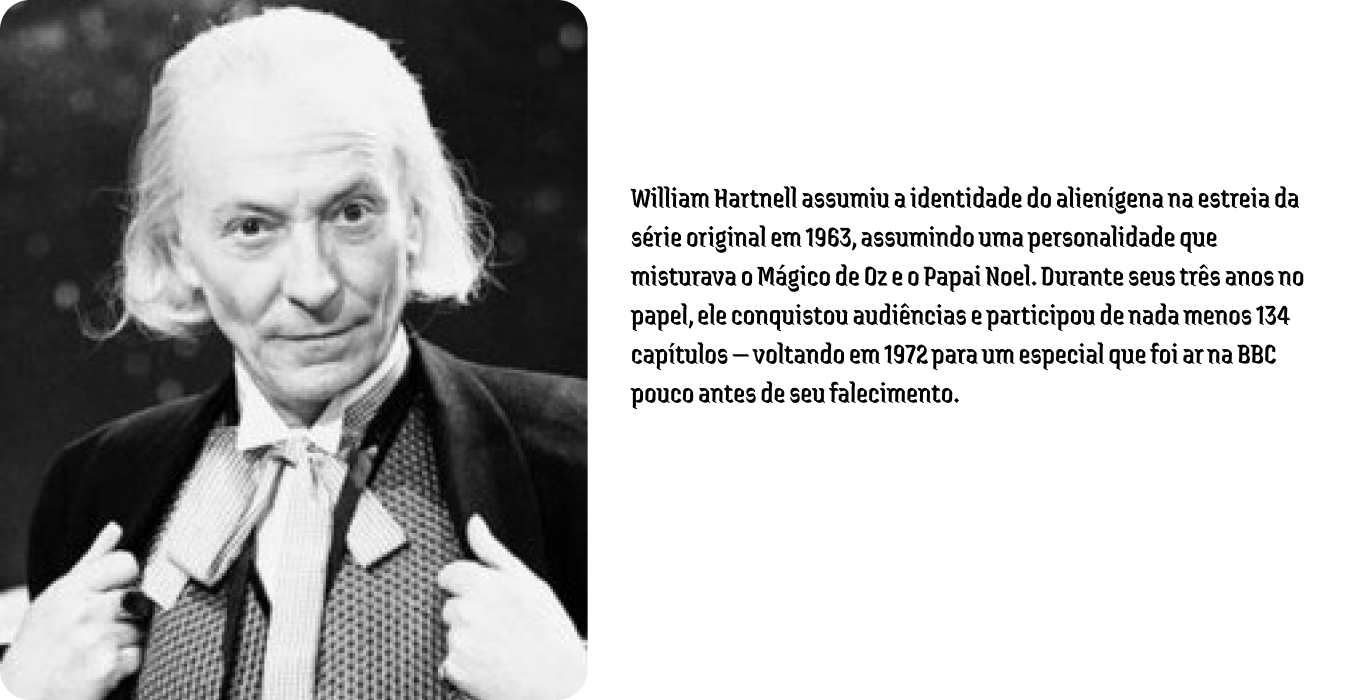 William Hartnell assumiu a identidade do alienígena na estreia da
série original em 1963, assumindo uma personalidade que
misturava o Mágico de Oz e o Papai Noel. Durante seus três anos no
papel, ele conquistou audiências e participou de nada menos 134
capítulos — voltando em 1972 para um especial que foi ar na BBC
pouco antes de seu falecimento.